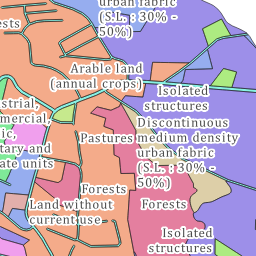 urban fabric
(S.L. : 30% -
50%)
ests
Arable land
(annual crops)
Isolated
structures
strial,
mercial,
ic,
tary and
ate units
Pastures
Discontinuous
medium density
urban fabric
(S.L. : 30% -
50%)
Forests
Land without
current use
Forests
Isolated
structures